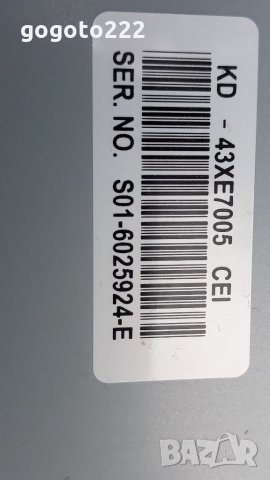 gogoto222
KD - 43XE7005 CEI
SER. NO. S01-6025924-E
BAZAR